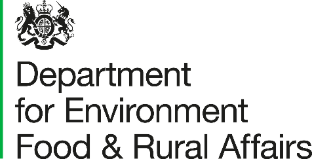 Department
for Environment
Food & Rural Affairs